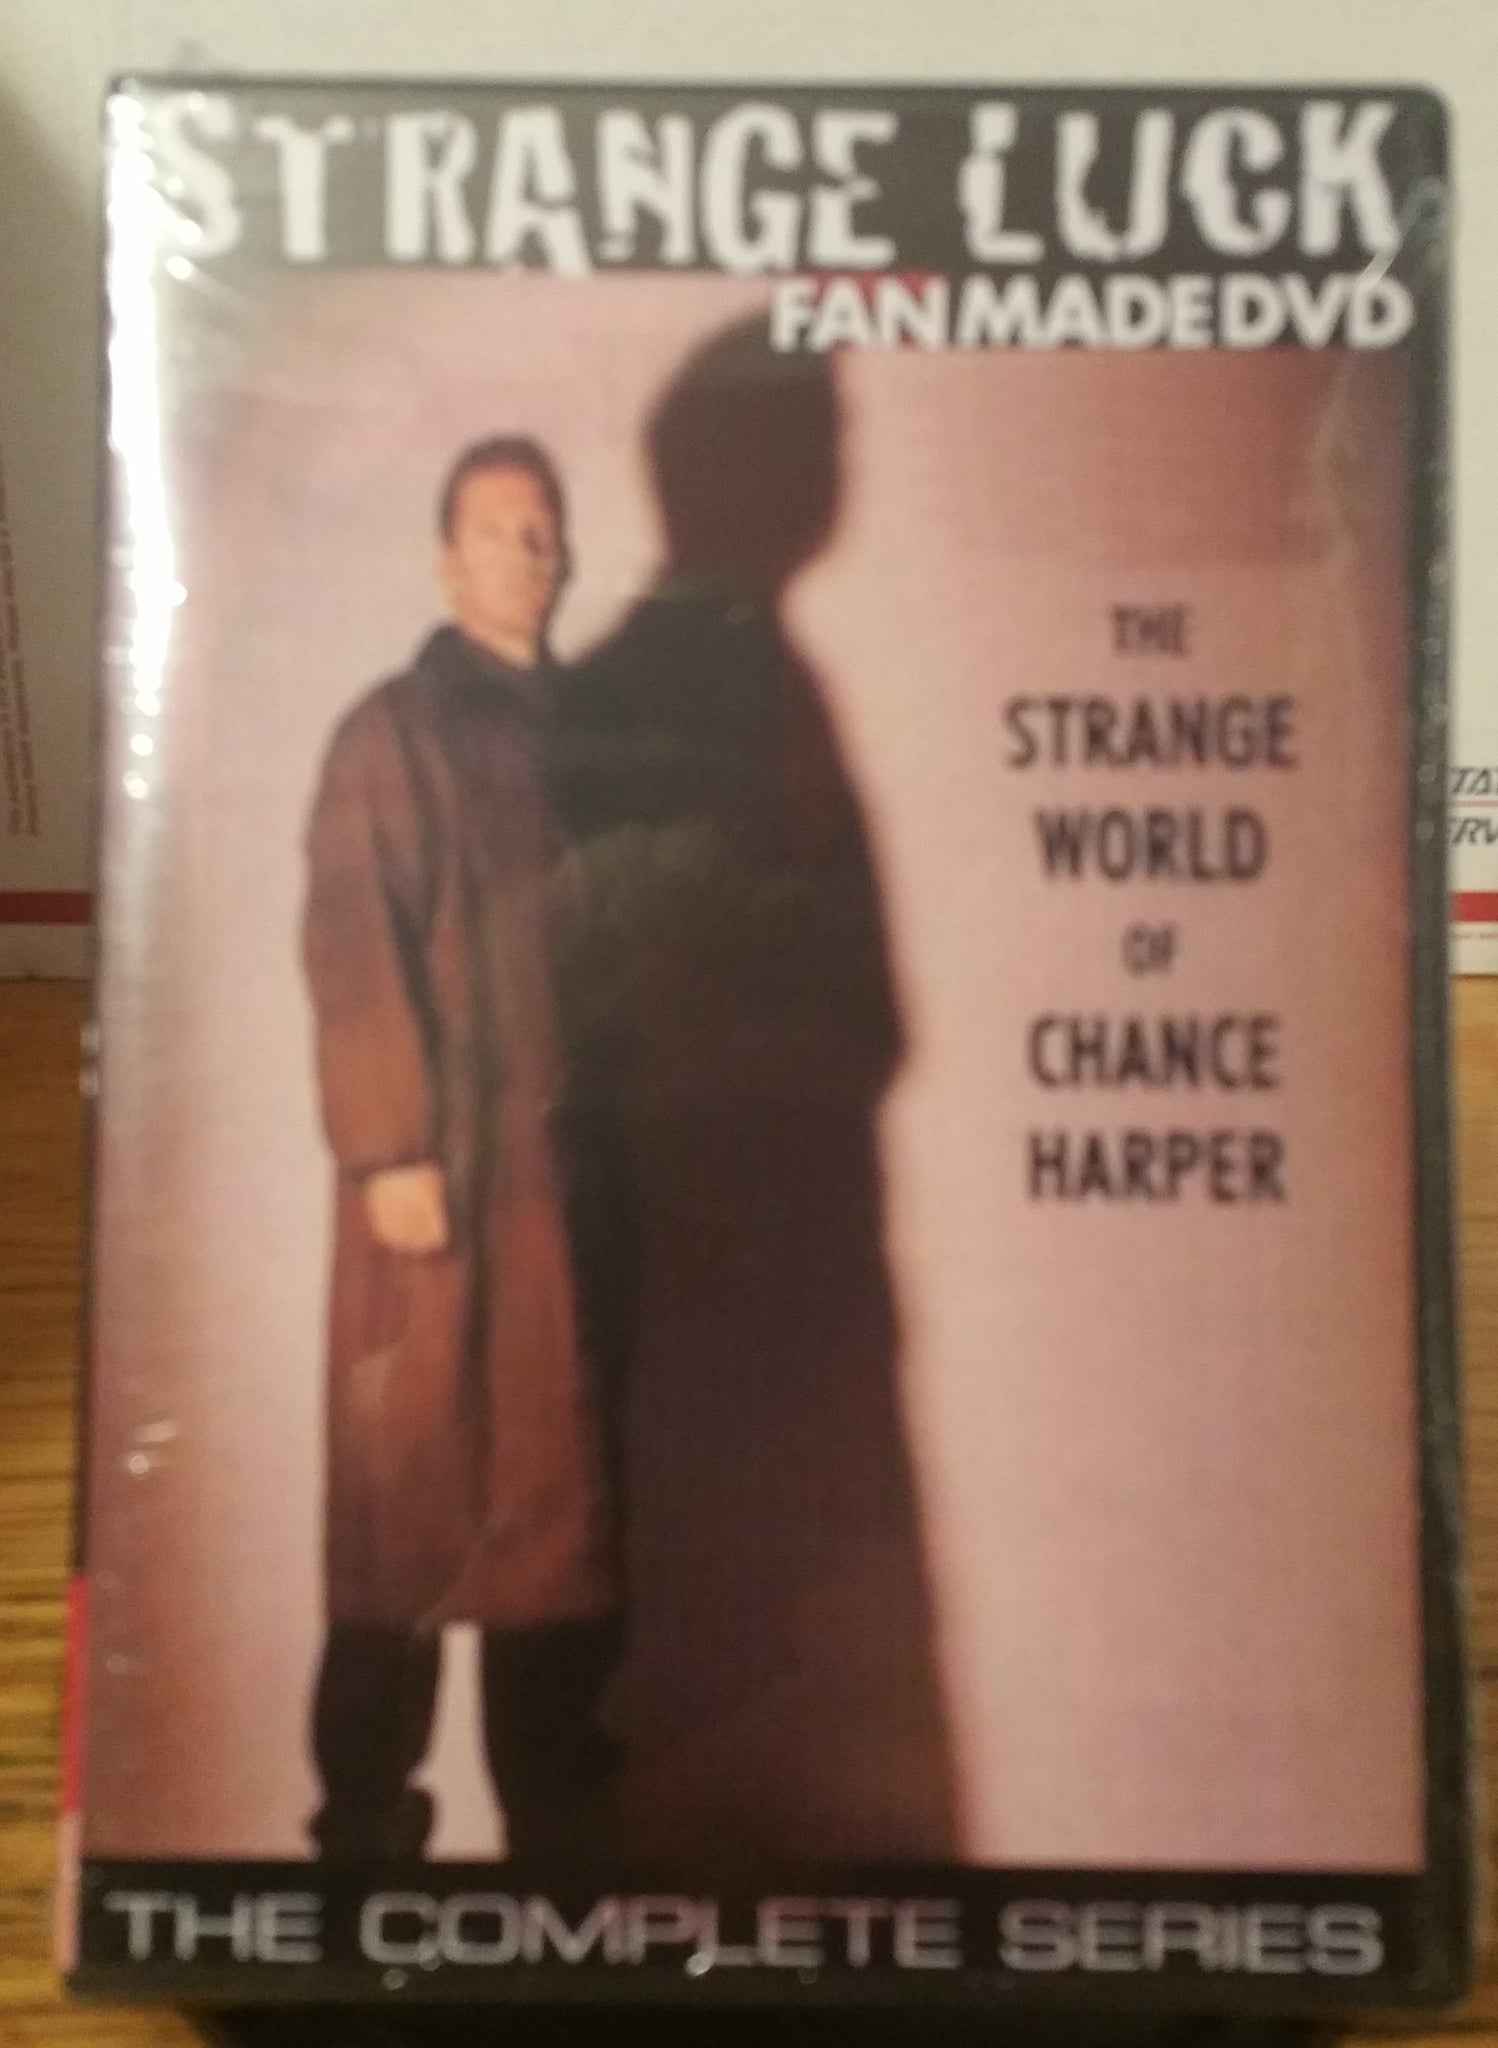 STRANGE LUCK
FAN MADE DVD
THE
STRANGE
WORLD
OF
CHANCE
HARPER
THE COMPLETE SERIES